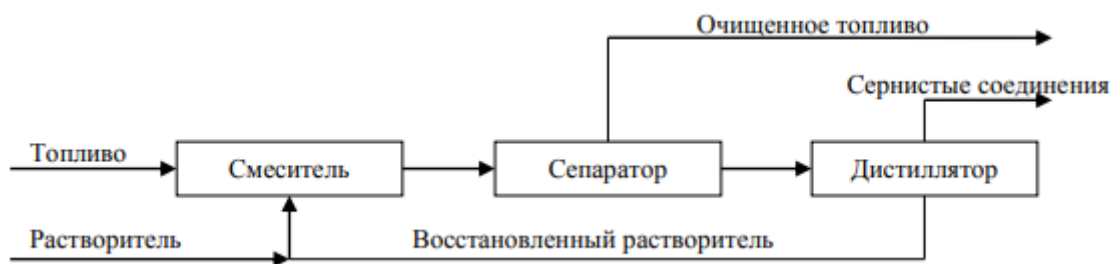 Очищенное топливо
Сернистые соединения
Топливо
Смеситель
Сепаратор
Дистиллятор
Растворитель
Восстановленный растворитель